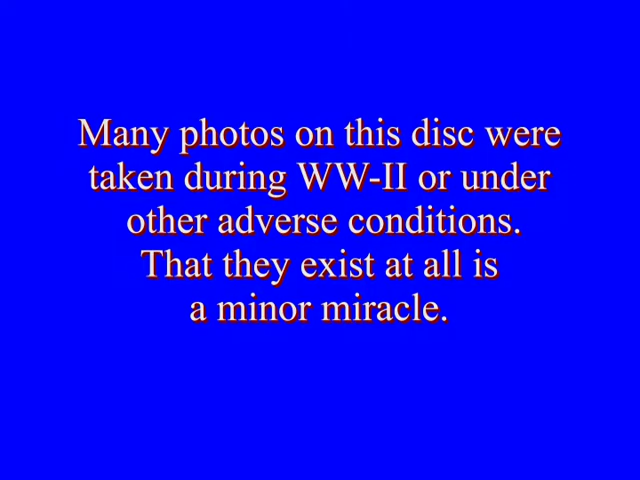 Many photos on this disc were
taken during WW-II or under
other adverse conditions.
That they exist at all is
a minor miracle.